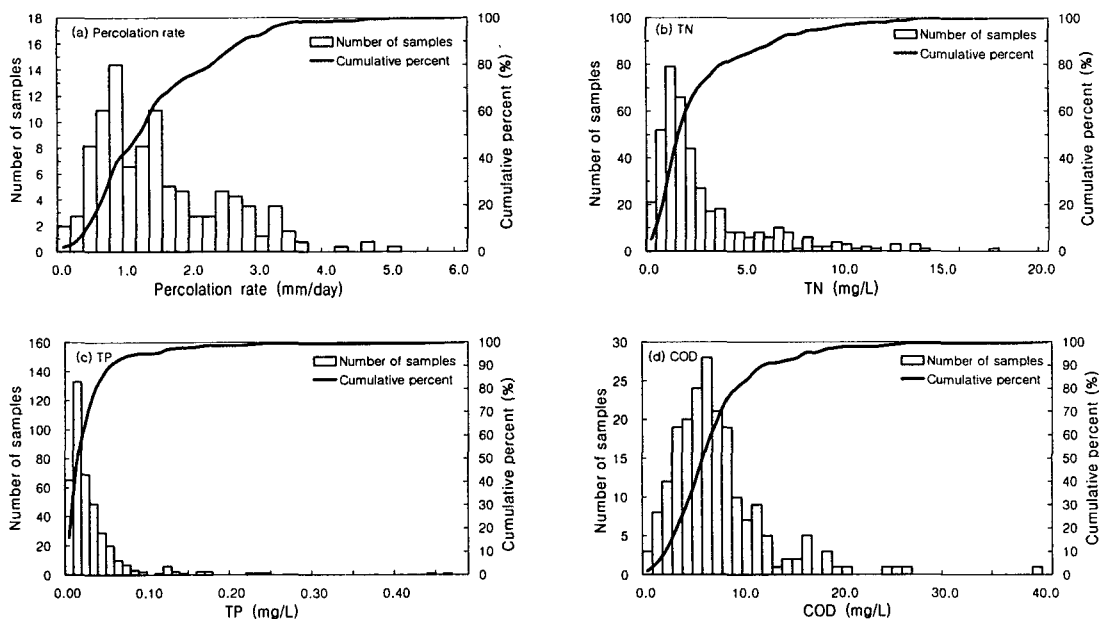 (a) Percolation rate
Number of samples
Cumulative percent
Number of samples
18
16
14
12
10
8
6
4
2
0
100
80
60
40
20
0
Cumulative percent (%)
0.0 1.0 2.0 3.0 4.0 5.0 6.0
Percolation rate (mm/day)
(b) TN
Number of samples
Cumulative percent
Number of samples
100
80
60
40
20
0
100
80
60
40
20
0
Cumulative percent (%)
0.0 5.0 10.0 15.0 20.0
TN (mg/L)
(c) TP
Number of samples
Cumulative percent
Number of samples
160
140
120
100
80
60
40
20
0
100
90
80
70
60
50
40
30
20
10
0
Cumulative percent (%)
0.00 0.10 0.20 0.30 0.40
TP (mg/L)
(d) COD
Number of samples
Cumulative percent
Number of samples
30
25
20
15
10
5
0
100
90
80
70
60
50
40
30
20
10
0
Cumulative percent (%)
0.0 10.0 20.0 30.0 40.0
COD (mg/L)